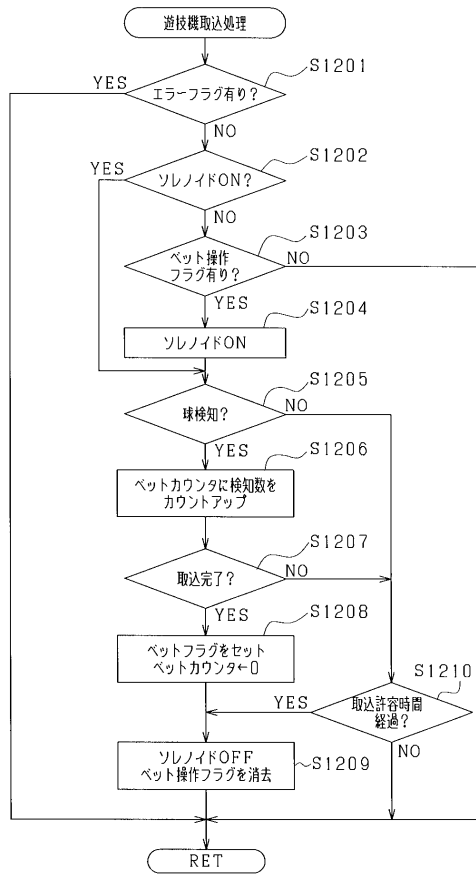 遊技機取込処理
S1201
YES
エラーフラグ有り?
NO
S1202
YES
ソレノイドON?
NO
S1203
ベット操作
フラグ有り?
NO
YES
S1204
ソレノイドON
S1205
球検知?
NO
YES
S1206
ベットカウンタに検知数を
カウントアップ
S1207
取込完了?
NO
YES
S1208
ベットフラグをセット
ベットカウンタ←0
S1210
YES
取込許容時間
経過?
NO
ソレノイドOFF
ベット操作フラグを消去
S1209
RET